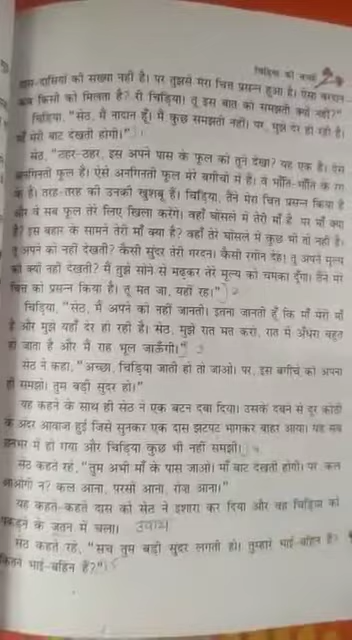 चिड़िया की बच्ची
दास-दासियों की संख्या नहीं है। पर तुझसे मेरा चित्त प्रसन्न हुआ है। ऐसा वरदान
कब किसी को मिलता है? री चिड़िया! तू इस बात को समझती क्यों नहीं?"
चिड़िया, "सेठ, मैं नादान हूँ। मैं कुछ समझती नहीं। पर, मुझे देर हो रही है।
माँ मेरी बाट देखती होगी।"
सेठ, "ठहर-ठहर, इस अपने पास के फूल को तूने देखा? यह एक है। ऐसे
अनगिनती फूल हैं। ऐसे अनगिनती फूल मेरे बगीचे में हैं। वे भाँति-भाँति के रंग
के हैं। तरह-तरह की उनकी खुशबू हैं। चिड़िया, तैने मेरा चित्त प्रसन्न किया है
और वे सब फूल तेरे लिए खिला करेंगे। वहाँ घोंसले में तेरी माँ है पर माँ क्या
है? इस बहार के सामने तेरी माँ क्या है? वहाँ तेरे घोंसले में कुछ भी तो नहीं है।
तू अपने को नहीं देखती? कैसी सुंदर तेरी गरदन। कैसी रंगीन देह! तू अपने मूल्य
को क्यों नहीं देखती? मैं तुझे सोने से मढ़कर तेरे मूल्य को चमका दूँगा। तैने मेरे
चित्त को प्रसन्न किया है। तू मत जा, यहीं रह।" 2
चिड़िया, "सेठ, मैं अपने को नहीं जानती। इतना जानती हूँ कि माँ मेरी माँ
है और मुझे यहाँ देर हो रही है। सेठ, मुझे रात मत करो, रात में अँधेरा बहुत
हो जाता है और मैं राह भूल जाऊँगी।" 3
सेठ ने कहा, "अच्छा, चिड़िया जाती हो तो जाओ। पर, इस बगीचे को अपना
ही समझो। तुम बड़ी सुंदर हो।"
यह कहने के साथ ही सेठ ने एक बटन दबा दिया। उसके दबने से दूर कोठी
के अंदर आवाज़ हुई जिसे सुनकर एक दास झटपट भागकर बाहर आया। यह सब
छनभर में हो गया और चिड़िया कुछ भी नहीं समझी।
सेठ कहते रहे, "तुम अभी माँ के पास जाओ। माँ बाट देखती होगी। पर कल
आओगी न? कल आना, परसों आना, रोज़ आना।"
यह कहते-कहते दास को सेठ ने इशारा कर दिया और वह चिड़िया को
पकड़ने के जतन में चला। उपाय
सेठ कहते रहे, "सच तुम बड़ी सुंदर लगती हो! तुम्हारे भाई-बहिन हैं?
कितने भाई-बहिन हैं?"